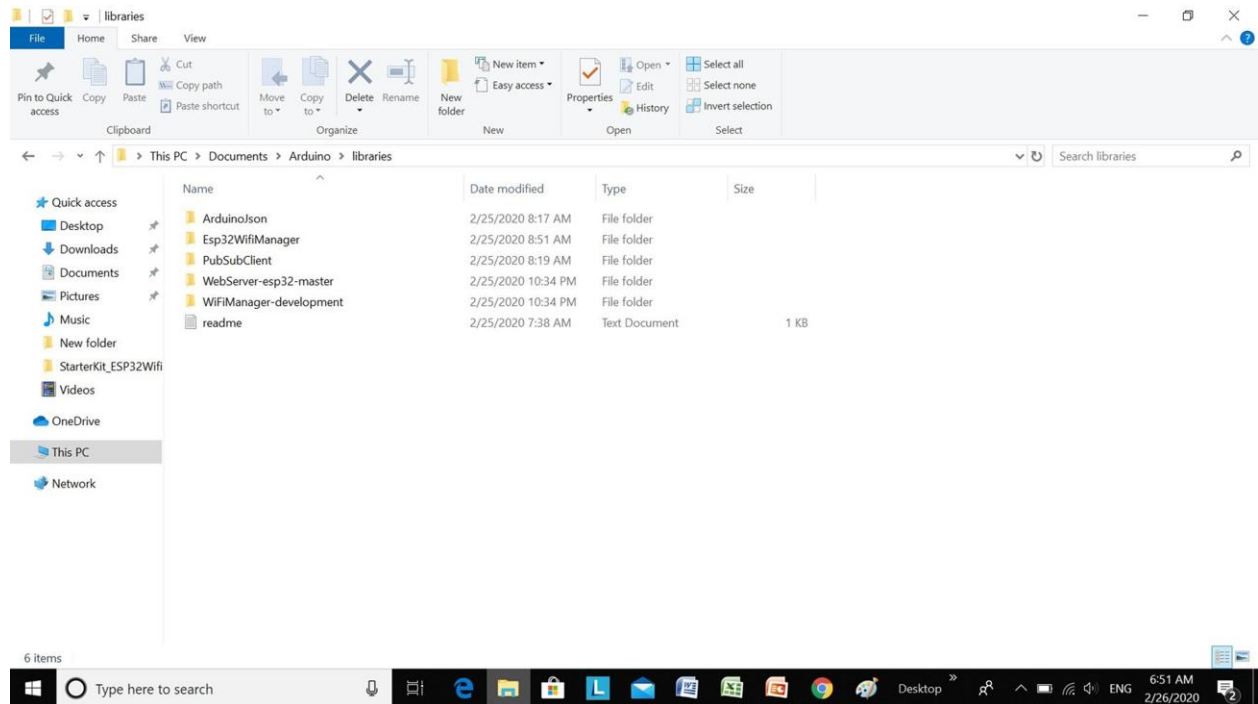 libraries
File Home Share View
Pin to Quick access
Copy
Paste
Cut
Copy path
Paste shortcut
Clipboard
Move to
Copy to
Delete
Rename
Organize
New folder
New item
Easy access
New
Properties
Open
Edit
History
Open
Select all
Select none
Invert selection
Select
This PC > Documents > Arduino > libraries
Search libraries
Quick access
Desktop
Downloads
Documents
Pictures
Music
New folder
StarterKit_ESP32Wifi
Videos
OneDrive
This PC
Network
Name Date modified Type Size
ArduinoJson 2/25/2020 8:17 AM File folder
Esp32WifiManager 2/25/2020 8:51 AM File folder
PubSubClient 2/25/2020 8:19 AM File folder
WebServer-esp32-master 2/25/2020 10:34 PM File folder
WiFiManager-development 2/25/2020 10:34 PM File folder
readme 2/25/2020 7:38 AM Text Document 1 KB
6 items
Type here to search
L
Desktop
ENG
6:51 AM
2/26/2020
2